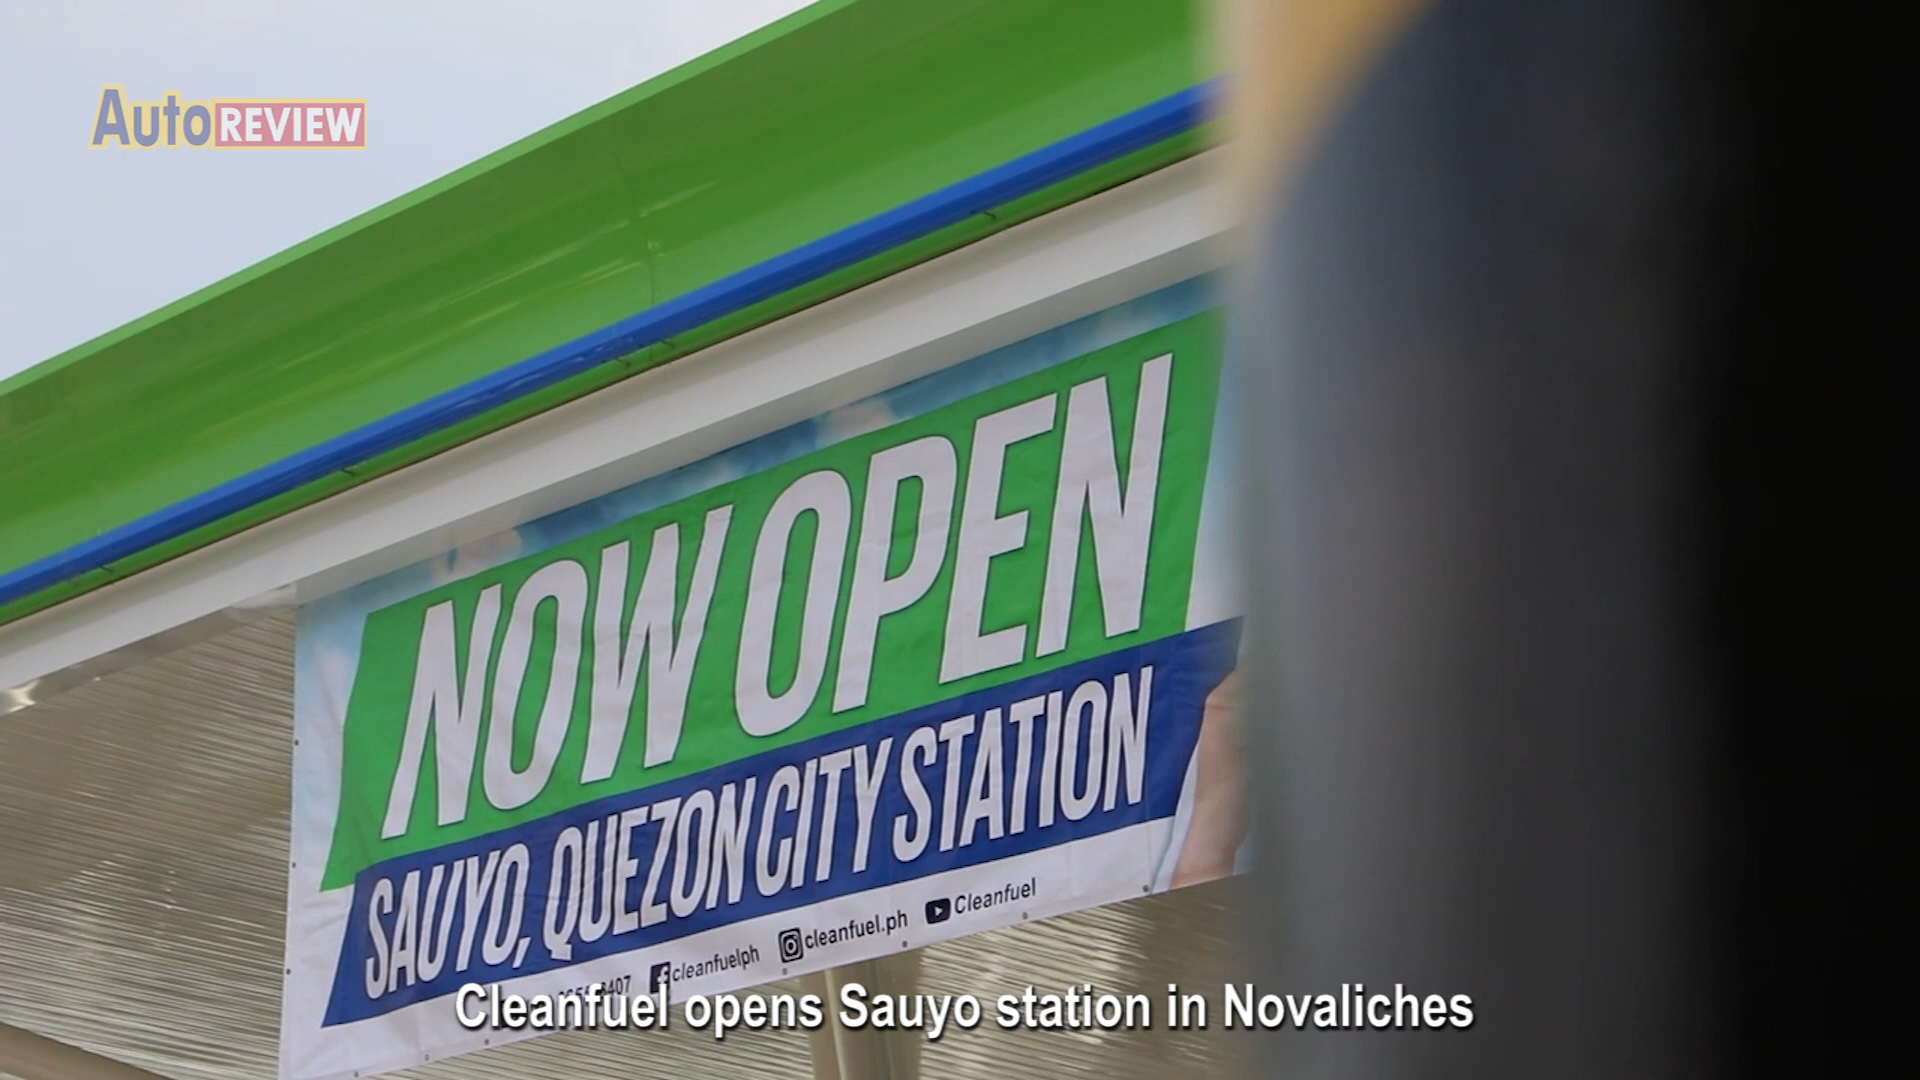 AutoREVIEW
NOW OPEN
SAUYO, QUEZON CITY STATION
cleanfuelph cleanfuel.ph Cleanfuel
Cleanfuel opens Sauyo station in Novaliches